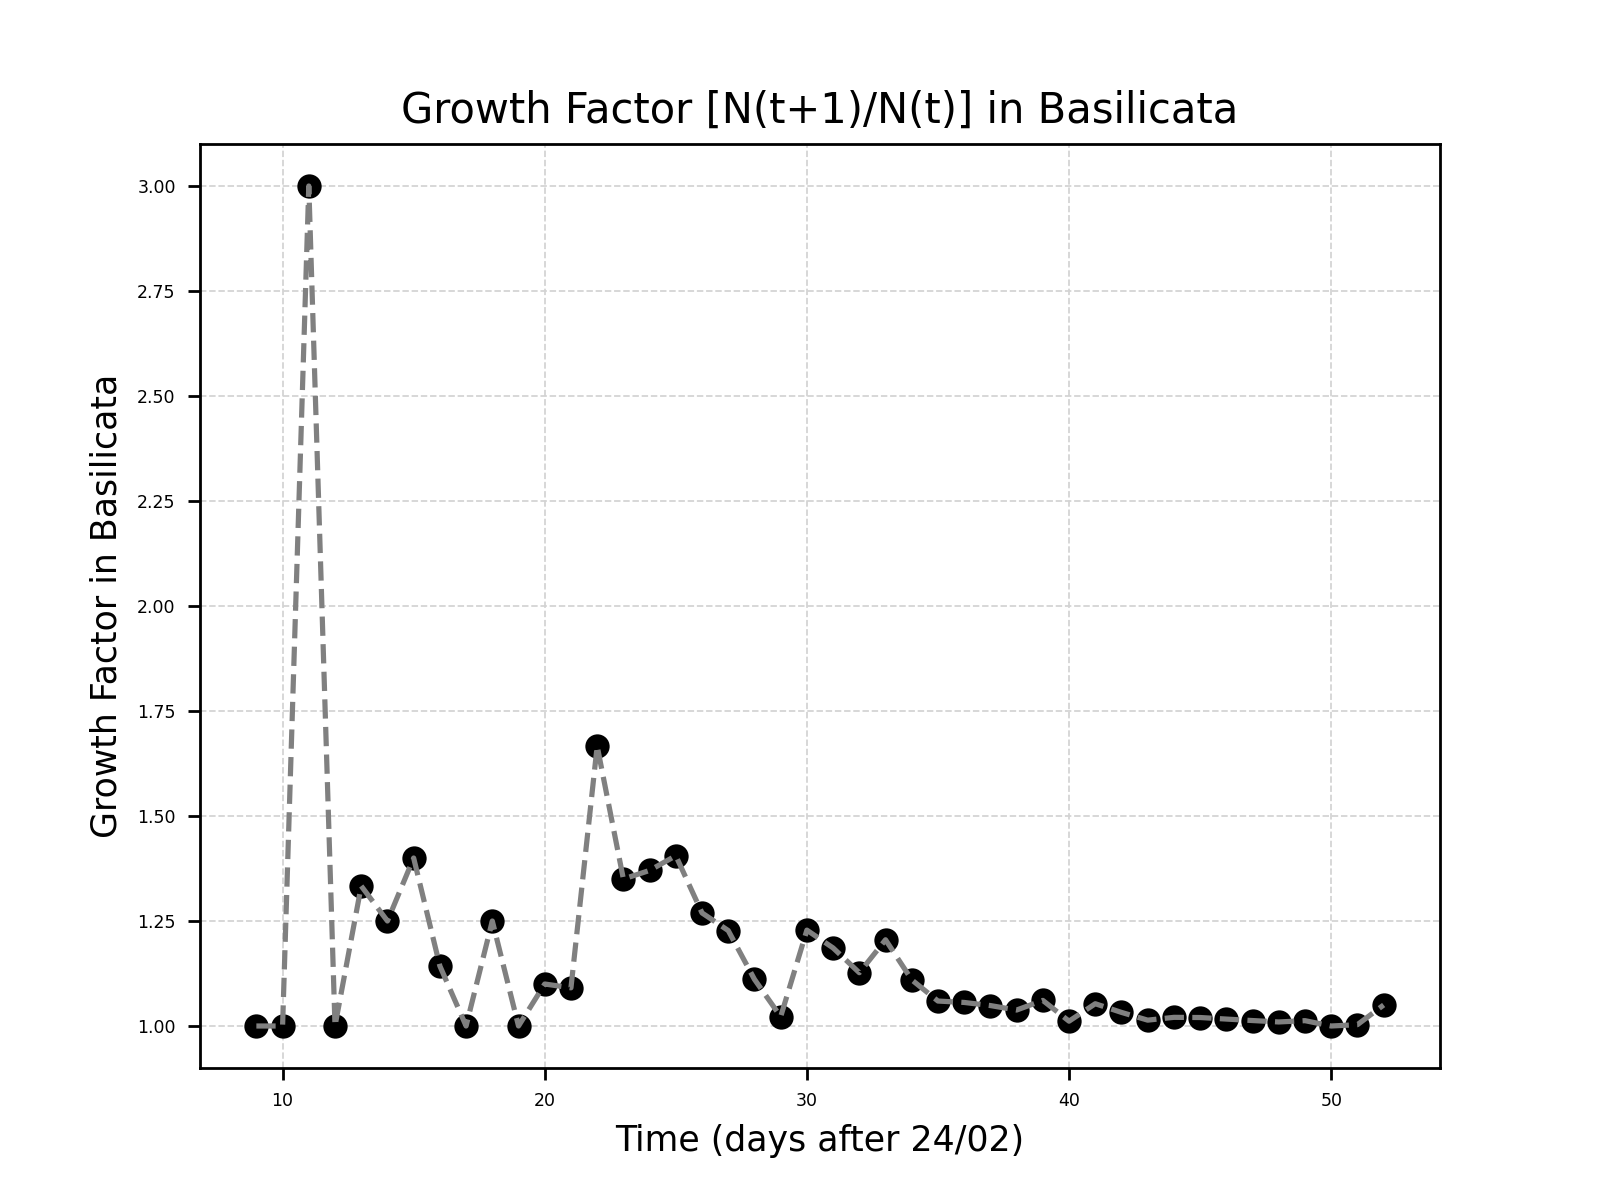 Growth Factor [N(t+1)/N(t)] in Basilicata
Growth Factor in Basilicata
3.00
2.75
2.50
2.25
2.00
1.75
1.50
1.25
1.00
10 20 30 40 50
Time (days after 24/02)